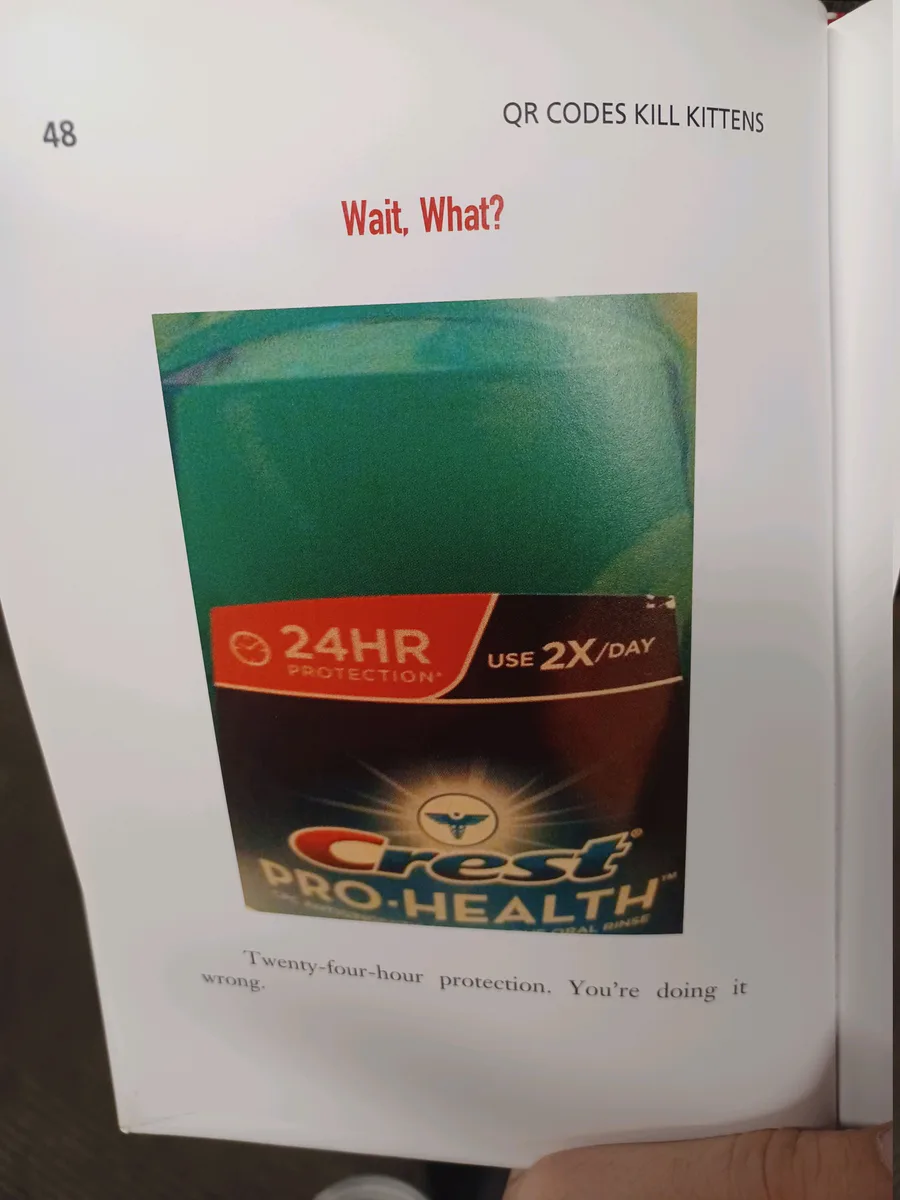 48
QR CODES KILL KITTENS
Wait, What?
24HR
PROTECTION*
USE 2X/DAY
Crest®
PRO-HEALTH™
ORAL RINSE
Twenty-four-hour protection. You're doing it
wrong.